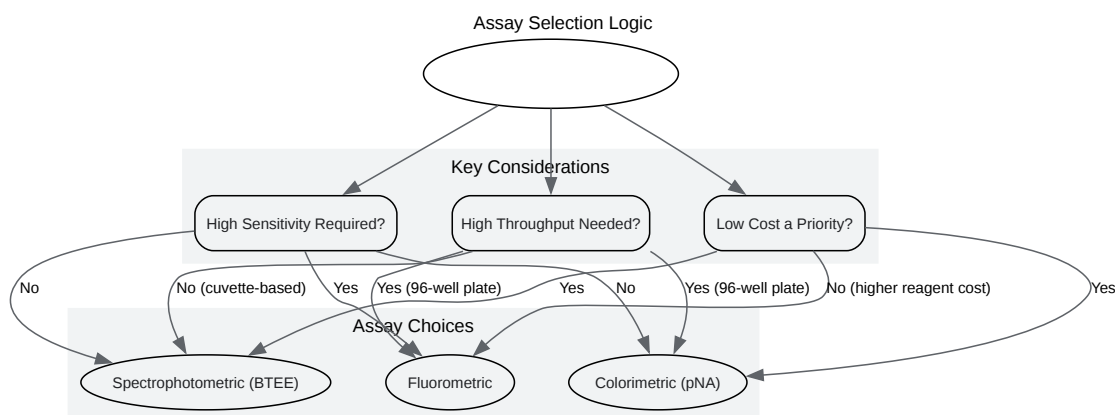 Assay Selection Logic
Key Considerations
High Sensitivity Required?
High Throughput Needed?
Low Cost a Priority?
No
No (cuvette-based)
Yes
Yes (96-well plate)
Yes
No
Yes (96-well plate)
No (higher reagent cost)
Yes
Assay Choices
Spectrophotometric (BTEE)
Fluorometric
Colorimetric (pNA)